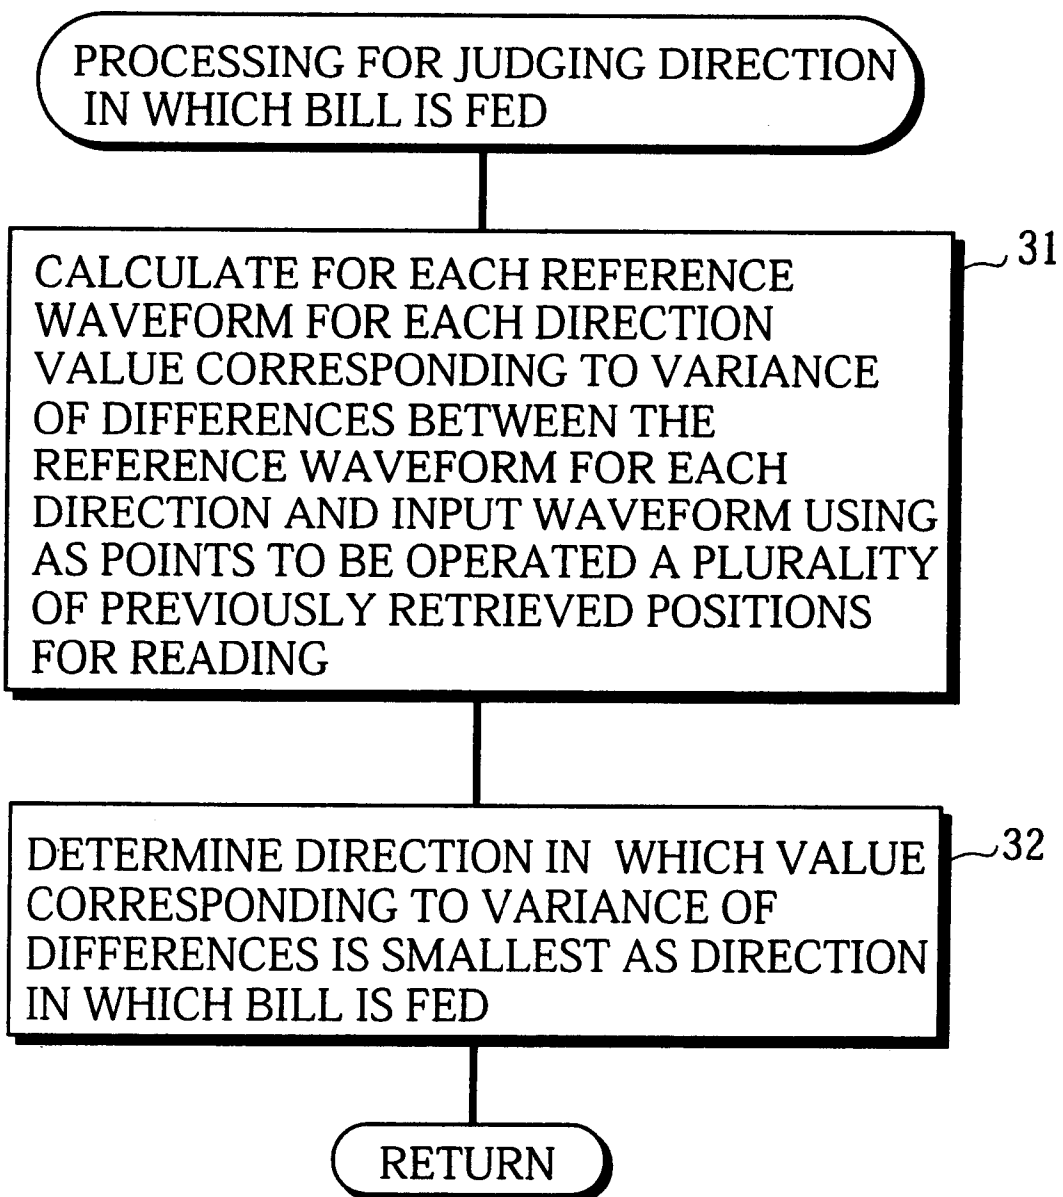 PROCESSING FOR JUDGING DIRECTION
IN WHICH BILL IS FED
31
CALCULATE FOR EACH REFERENCE
WAVEFORM FOR EACH DIRECTION
VALUE CORRESPONDING TO VARIANCE
OF DIFFERENCES BETWEEN THE
REFERENCE WAVEFORM FOR EACH
DIRECTION AND INPUT WAVEFORM USING
AS POINTS TO BE OPERATED A PLURALITY
OF PREVIOUSLY RETRIEVED POSITIONS
FOR READING
32
DETERMINE DIRECTION IN WHICH VALUE
CORRESPONDING TO VARIANCE OF
DIFFERENCES IS SMALLEST AS DIRECTION
IN WHICH BILL IS FED
RETURN